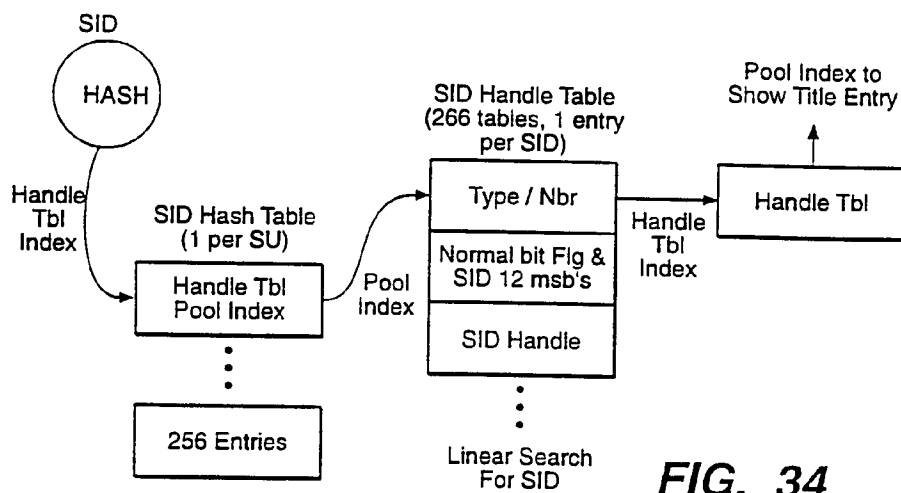 SID
HASH
Handle
Tbl
Index
SID Hash Table
(1 per SU)
Handle Tbl
Pool Index
256 Entries
Pool
Index
SID Handle Table
(266 tables, 1 entry
per SID)
Type / Nbr
Normal bit Flg &
SID 12 msb's
SID Handle
Linear Search
For SID
Handle
Tbl
Index
Pool Index to
Show Title Entry
Handle Tbl
FIG. 34